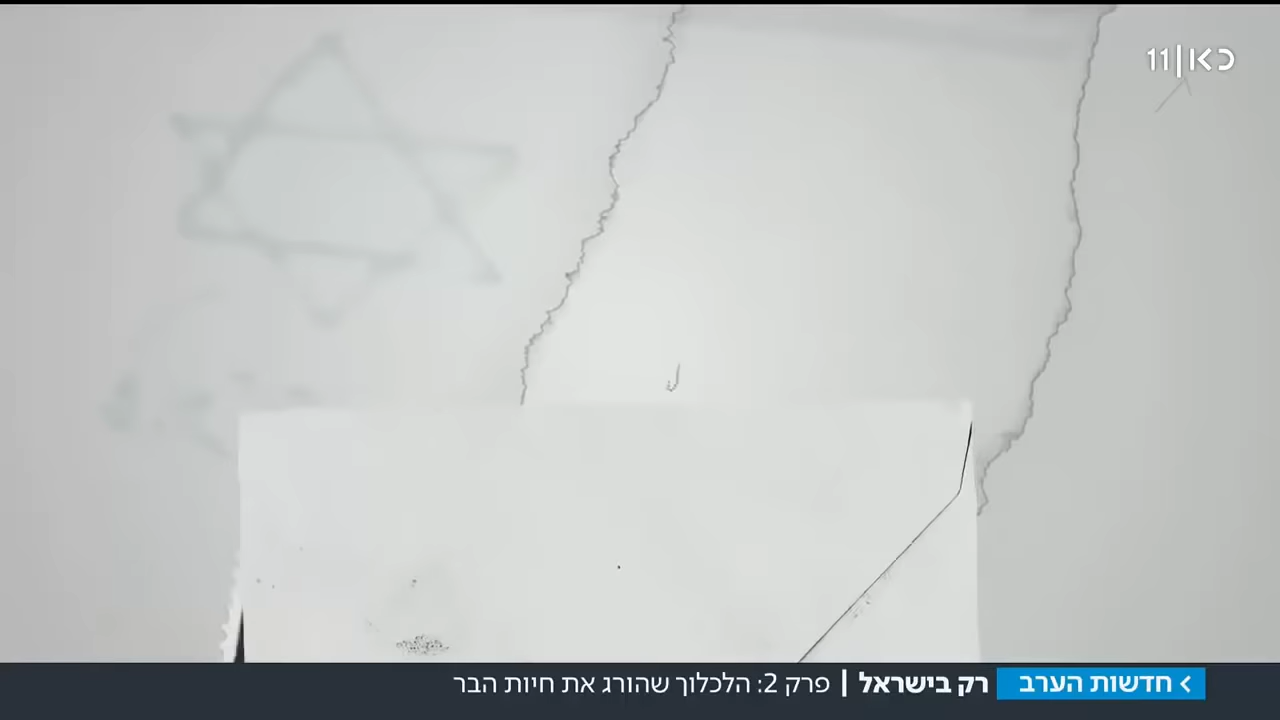 כאן 11
חדשות הערב
רק בישראל | פרק 2: הלכלוך שהורג את חיות הבר